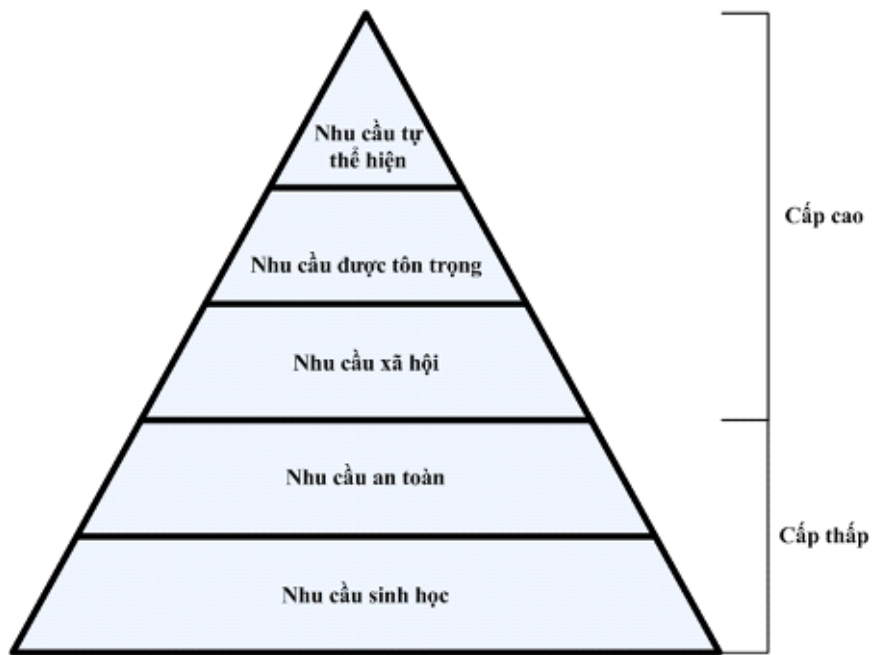 Nhu cầu tự
thể hiện
Cấp cao
Nhu cầu được tôn trọng
Nhu cầu xã hội
Nhu cầu an toàn
Cấp thấp
Nhu cầu sinh học